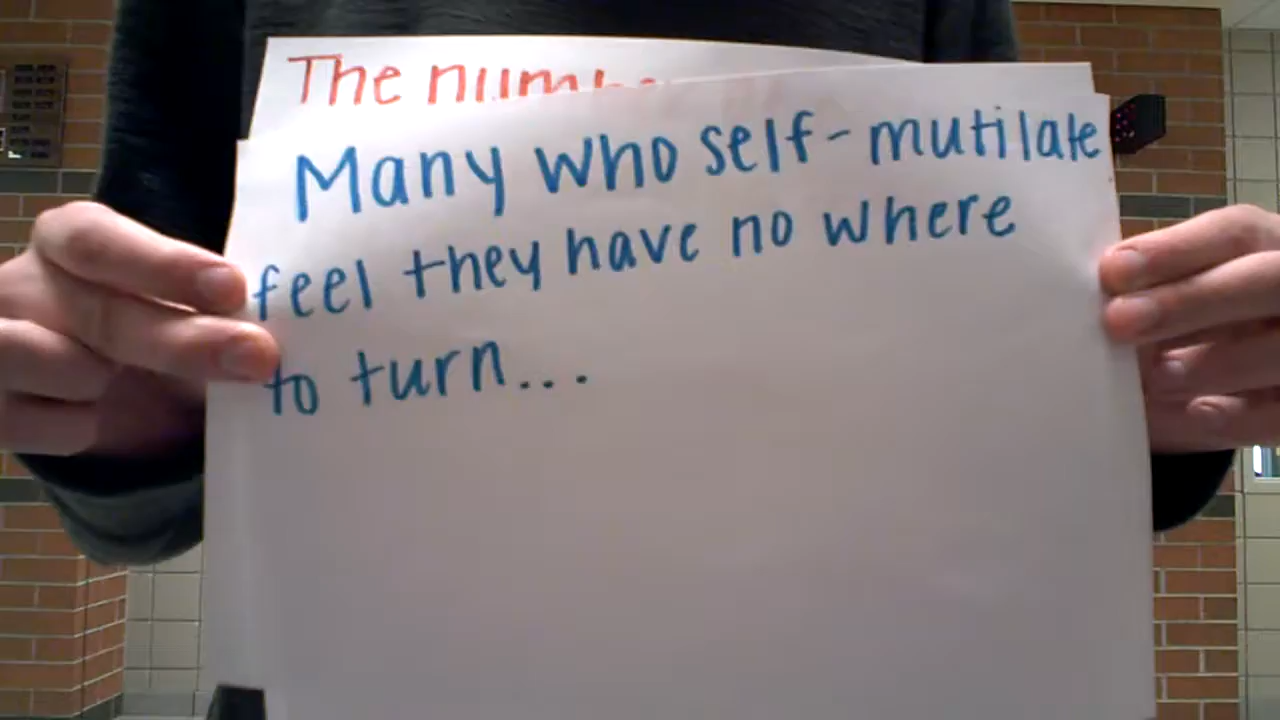 The
Many who self-mutilate
feel they have no where
to turn...